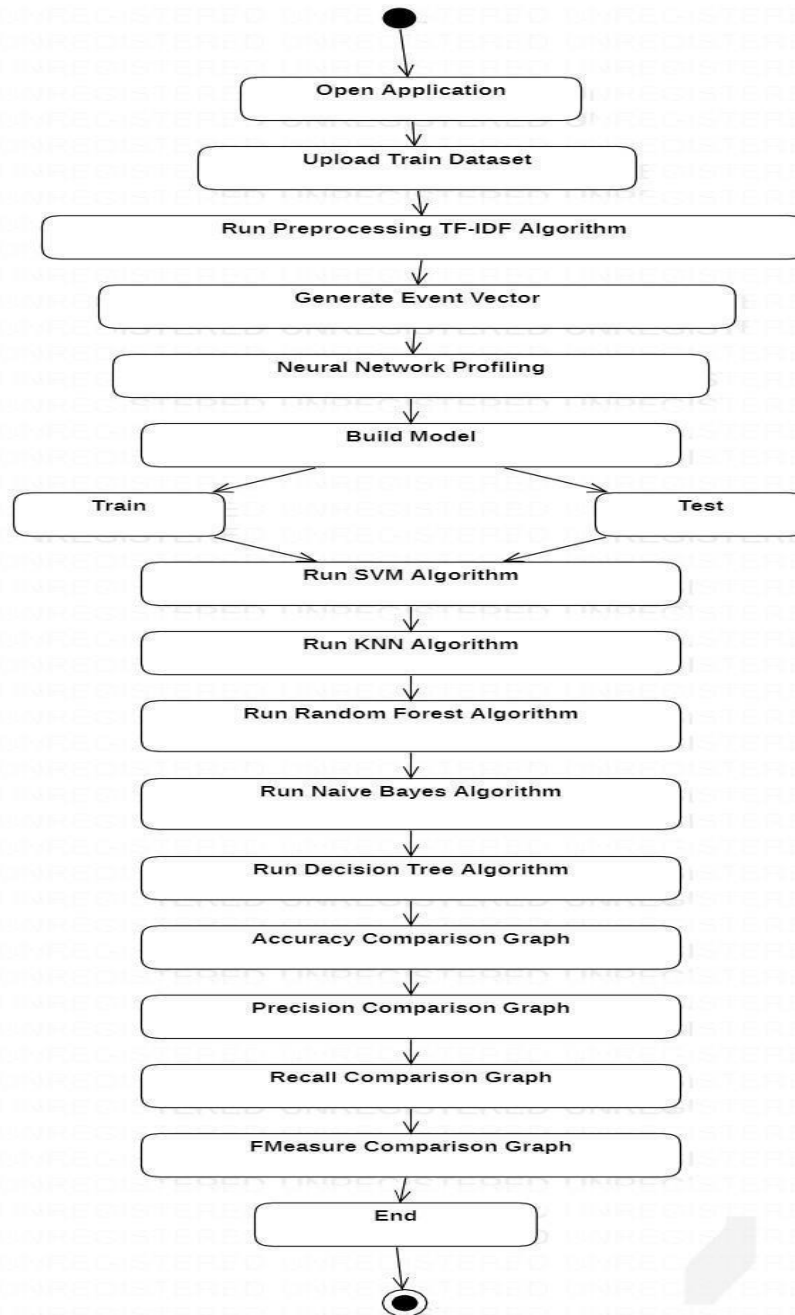 Open Application
Upload Train Dataset
Run Preprocessing TF-IDF Algorithm
Generate Event Vector
Neural Network Profiling
Build Model
Train
Test
Run SVM Algorithm
Run KNN Algorithm
Run Random Forest Algorithm
Run Naive Bayes Algorithm
Run Decision Tree Algorithm
Accuracy Comparison Graph
Precision Comparison Graph
Recall Comparison Graph
FMeasure Comparison Graph
End